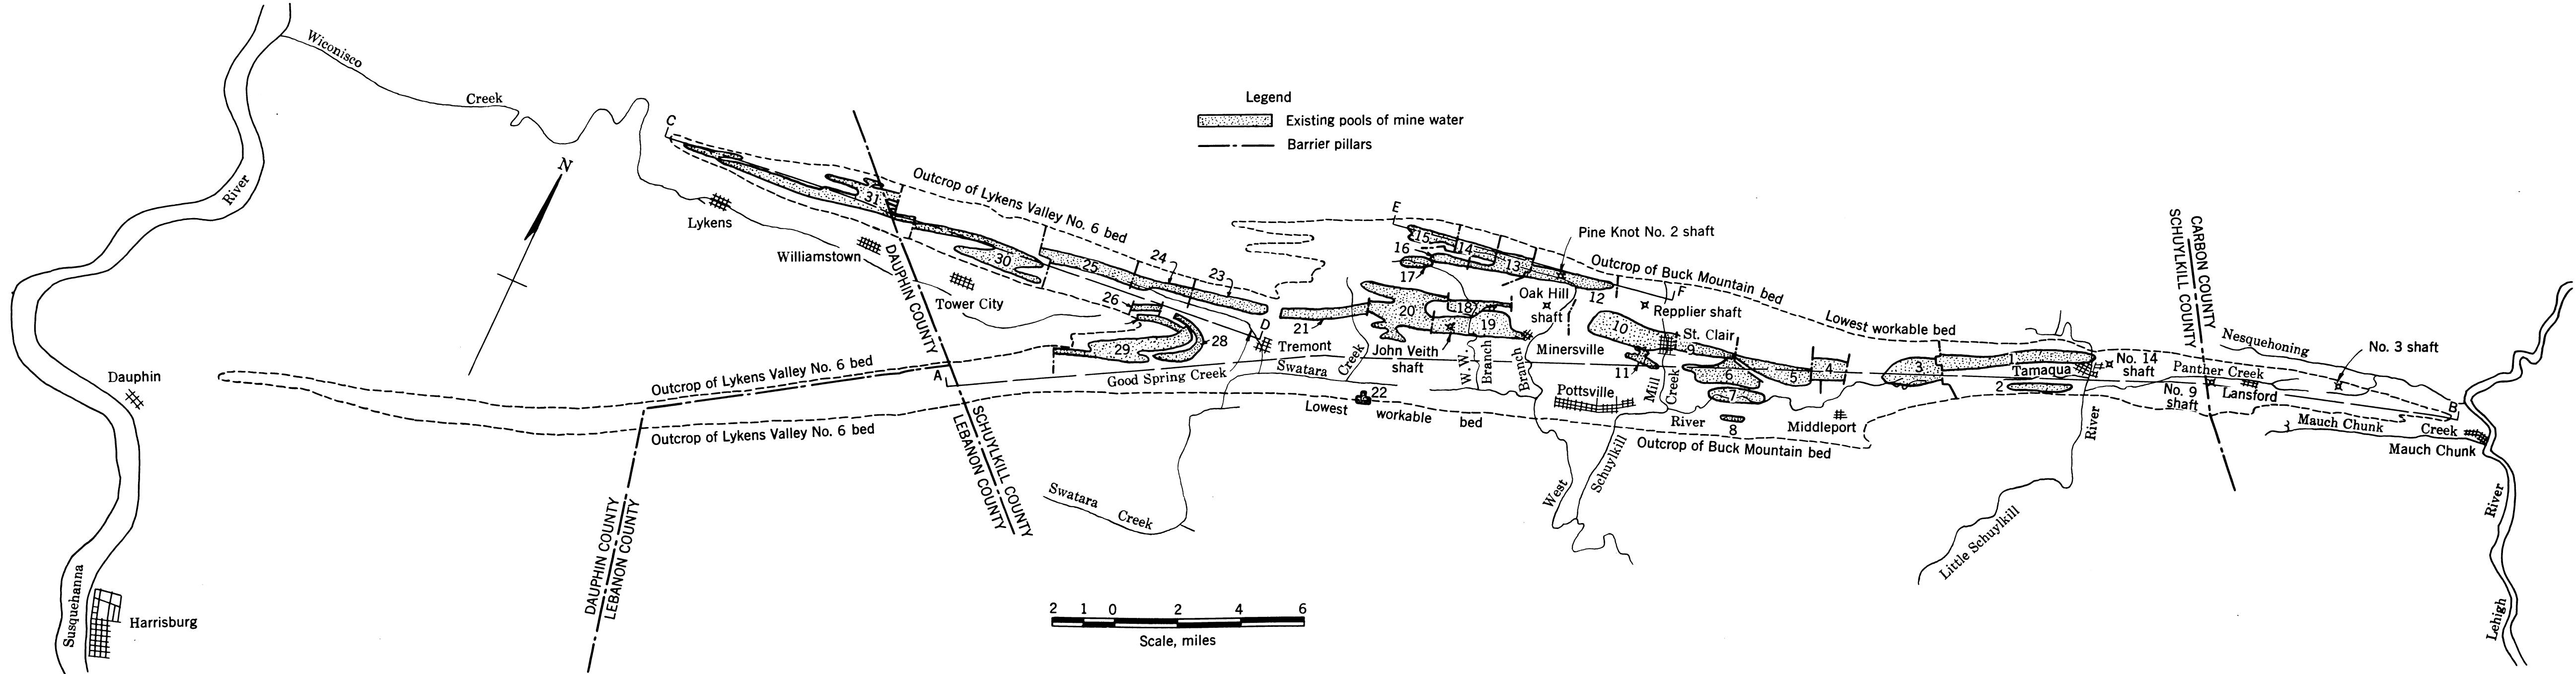 Wiconisco
Creek
River
Susquehanna
Harrisburg
Dauphin
N
Legend
Existing pools of mine water
Barrier pillars
C
Lykens
Williamstown
Tower City
31
30
DAUPHIN COUNTY
Outcrop of Lykens Valley No. 6 bed
25
24
23
26
29
28
D
Tremont
A
Good Spring Creek
Outcrop of Lykens Valley No. 6 bed
Outcrop of Lykens Valley No. 6 bed
SCHUYLKILL COUNTY
LEBANON COUNTY
DAUPHIN COUNTY
LEBANON COUNTY
Swatara
Creek
Swatara
Creek
21
20
E
15
14
16
17
13
12
F
Pine Knot No. 2 shaft
Outcrop of Buck Mountain bed
Oak Hill
shaft
Repplier shaft
18
19
John Veith
shaft
W. W.
Branch
Branch
Minersville
10
St. Clair
9
11
Mill
Creek
Pottsville
22
Lowest workable bed
West
Schuylkill
River
6
7
8
5
4
3
Middleport
Outcrop of Buck Mountain bed
Lowest workable bed
1
2
Tamaqua
No. 14
shaft
River
Little Schuylkill
CARBON COUNTY
SCHUYLKILL COUNTY
Nesquehoning
Panther Creek
No. 9
shaft
Lansford
No. 3 shaft
B
Mauch Chunk
Creek
Mauch Chunk
River
Lehigh
2 1 0 2 4 6
Scale, miles